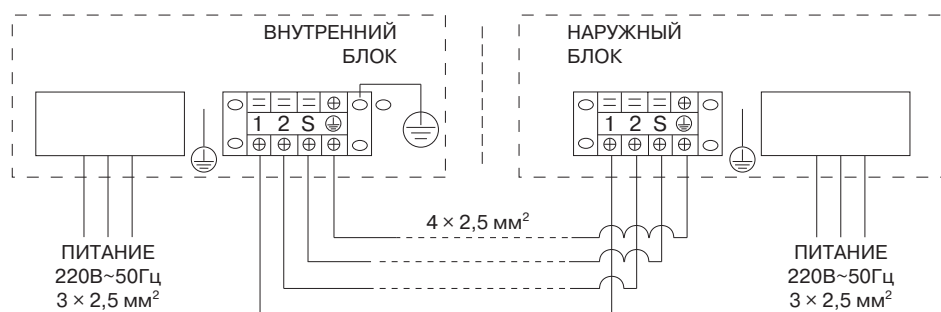 ВНУТРЕННИЙ
БЛОК
НАРУЖНЫЙ
БЛОК
1 2 S
1 2 S
4 × 2,5 мм²
ПИТАНИЕ
220В~50Гц
3 × 2,5 мм²
ПИТАНИЕ
220В~50Гц
3 × 2,5 мм²